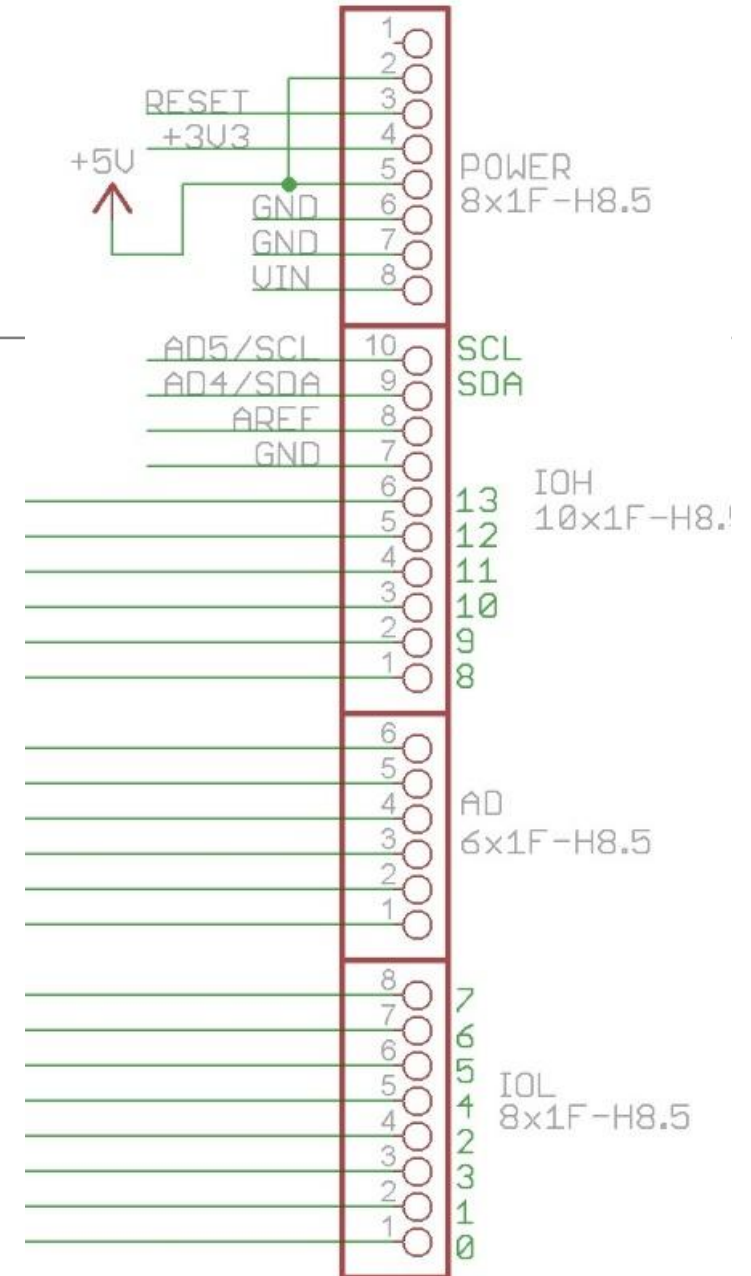 1
2
RESET 3
+3V3 4
+5V 5
POWER
8x1F-H8.5
GND 6
GND 7
VIN 8
AD5/SCL 10 SCL
AD4/SDA 9 SDA
AREF 8
GND 7
IOH
10x1F-H8.5
6 13
5 12
4 11
3 10
2 9
1 8
6
5
4
AD
6x1F-H8.5
3
2
1
8 7
7 6
6 5
5 4
IOL
8x1F-H8.5
4 2
3 3
2 1
1 0